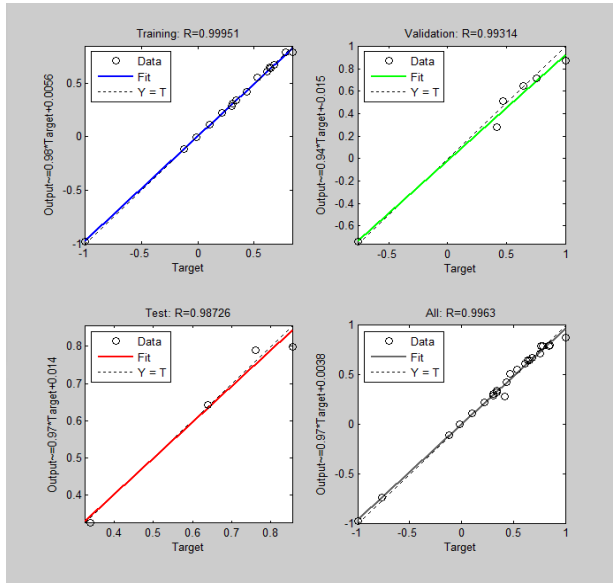 Training: R=0.99951
Output~=0.98*Target+0.0056
Data
Fit
Y = T
0.5
0
-0.5
-1
-1
-0.5
0
0.5
Target
Validation: R=0.99314
Output~=0.94*Target+-0.015
Data
Fit
Y = T
1
0.8
0.6
0.4
0.2
0
-0.2
-0.4
-0.6
-0.5
0
0.5
1
Target
Test: R=0.98726
Output~=0.97*Target+0.014
Data
Fit
Y = T
0.8
0.7
0.6
0.5
0.4
0.4
0.5
0.6
0.7
0.8
Target
All: R=0.9963
Output~=0.97*Target+0.0038
Data
Fit
Y = T
1
0.5
0
-0.5
-1
-1
-0.5
0
0.5
1
Target